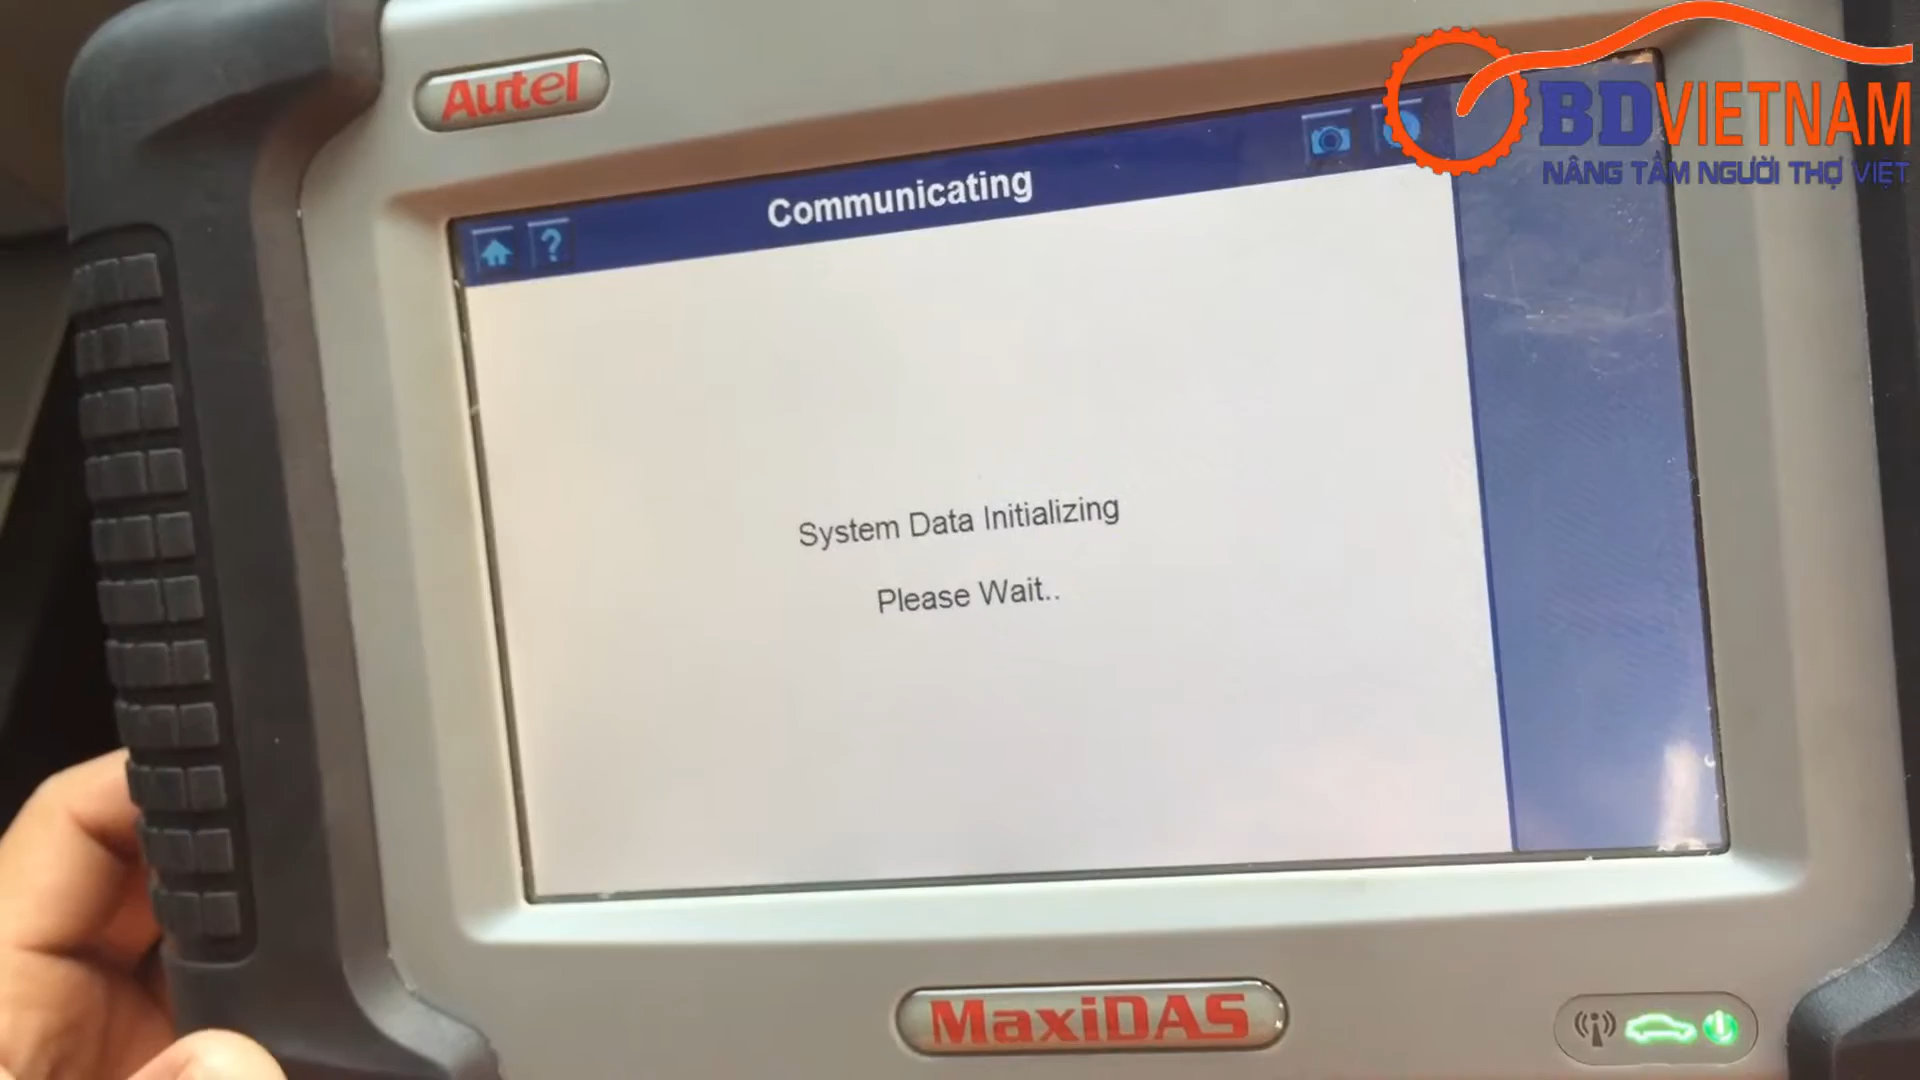 Autel
BDVIETNAM
NÂNG TẦM NGƯỜI THỢ VIỆT
Communicating
?
System Data Initializing
Please Wait..
MaxiDAS